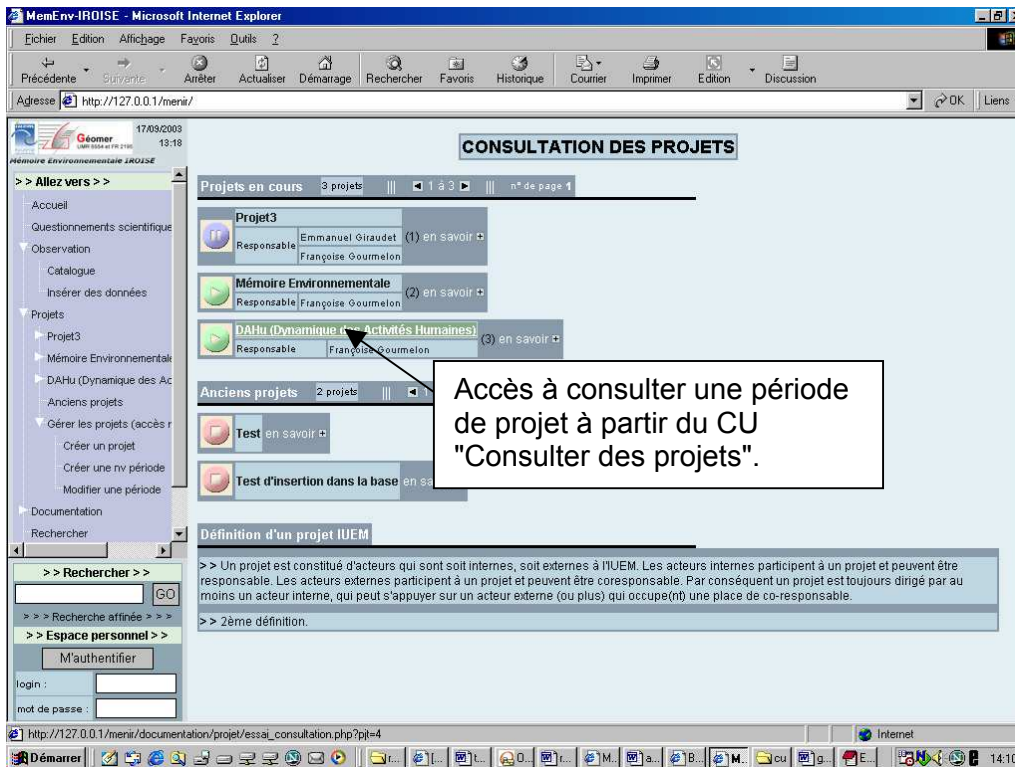 MemEnv-IROISE - Microsoft Internet Explorer
Fichier Edition Affichage Favoris Outils ?
Précédente Suivante Arrêter Actualiser Démarrage Rechercher Favoris Historique Courrier Imprimer Edition Discussion
Adresse http://127.0.0.1/menir/ OK Liens
17/09/2003
Géomer 13:18
Mémoire Environnementale IROISE
CONSULTATION DES PROJETS
> > Allez vers > >
Accueil
Questionnements scientifique
Observation
Catalogue
Insérer des données
Projets
Projet3
Mémoire Environnementale
DAHu (Dynamique des Ac
Anciens projets
Gérer les projets (accès r
Créer un projet
Créer une nv période
Modifier une période
Documentation
Rechercher
> > Rechercher > >
GO
> > > Recherche affinée > > >
> > Espace personnel > >
M'authentifier
login :
mot de passe :
Projets en cours 3 projets ||| 1 à 3 ||| n° de page 1
Projet3
Responsable Emmanuel Giraudet (1) en savoir +
Françoise Gourmelon
Mémoire Environnementale
Responsable Françoise Gourmelon (2) en savoir +
DAHu (Dynamique des Activités Humaines)
Responsable Françoise Gourmelon (3) en savoir +
Accès à consulter une période
de projet à partir du CU
"Consulter des projets".
Anciens projets 2 projets ||| 1
Test en savoir +
Test d'insertion dans la base en sa
Définition d'un projet IUEM
> > Un projet est constitué d'acteurs qui sont soit internes, soit externes à l'IUEM. Les acteurs internes participent à un projet et peuvent être
responsable. Les acteurs externes participent à un projet et peuvent être coresponsable. Par conséquent un projet est toujours dirigé par au
moins un acteur interne, qui peut s'appuyer sur un acteur externe (ou plus) qui occupe(nt) une place de co-responsable.
> > 2ème définition.
http://127.0.0.1/menir/documentation/projet/essai_consultation.php?pjt=4 Internet
Démarrer r... [... t... 0... r... M.. a... B... M.. cu g... E... 14:10